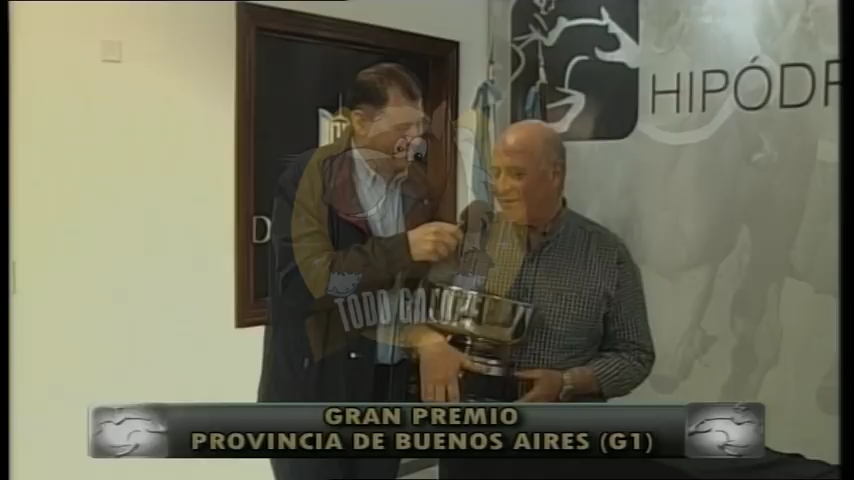 HIPÓDR
D
TODO GALOPE
GRAN PREMIO
PROVINCIA DE BUENOS AIRES (G1)